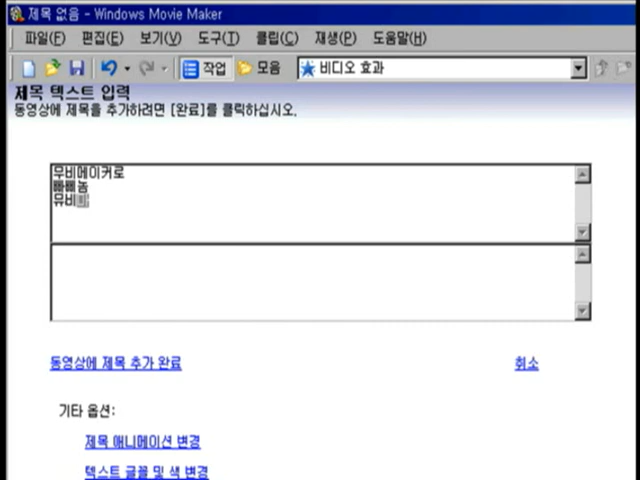 제목 없음 - Windows Movie Maker
파일(F) 편집(E) 보기(V) 도구(T) 클립(C) 재생(P) 도움말(H)
작업 모음 비디오 효과
제목 텍스트 입력
동영상에 제목을 추가하려면 [완료]를 클릭하십시오.
무비메이커로
빠삐놈
뮤비
동영상에 제목 추가 완료 취소
기타 옵션:
제목 애니메이션 변경
텍스트 글꼴 및 색 변경